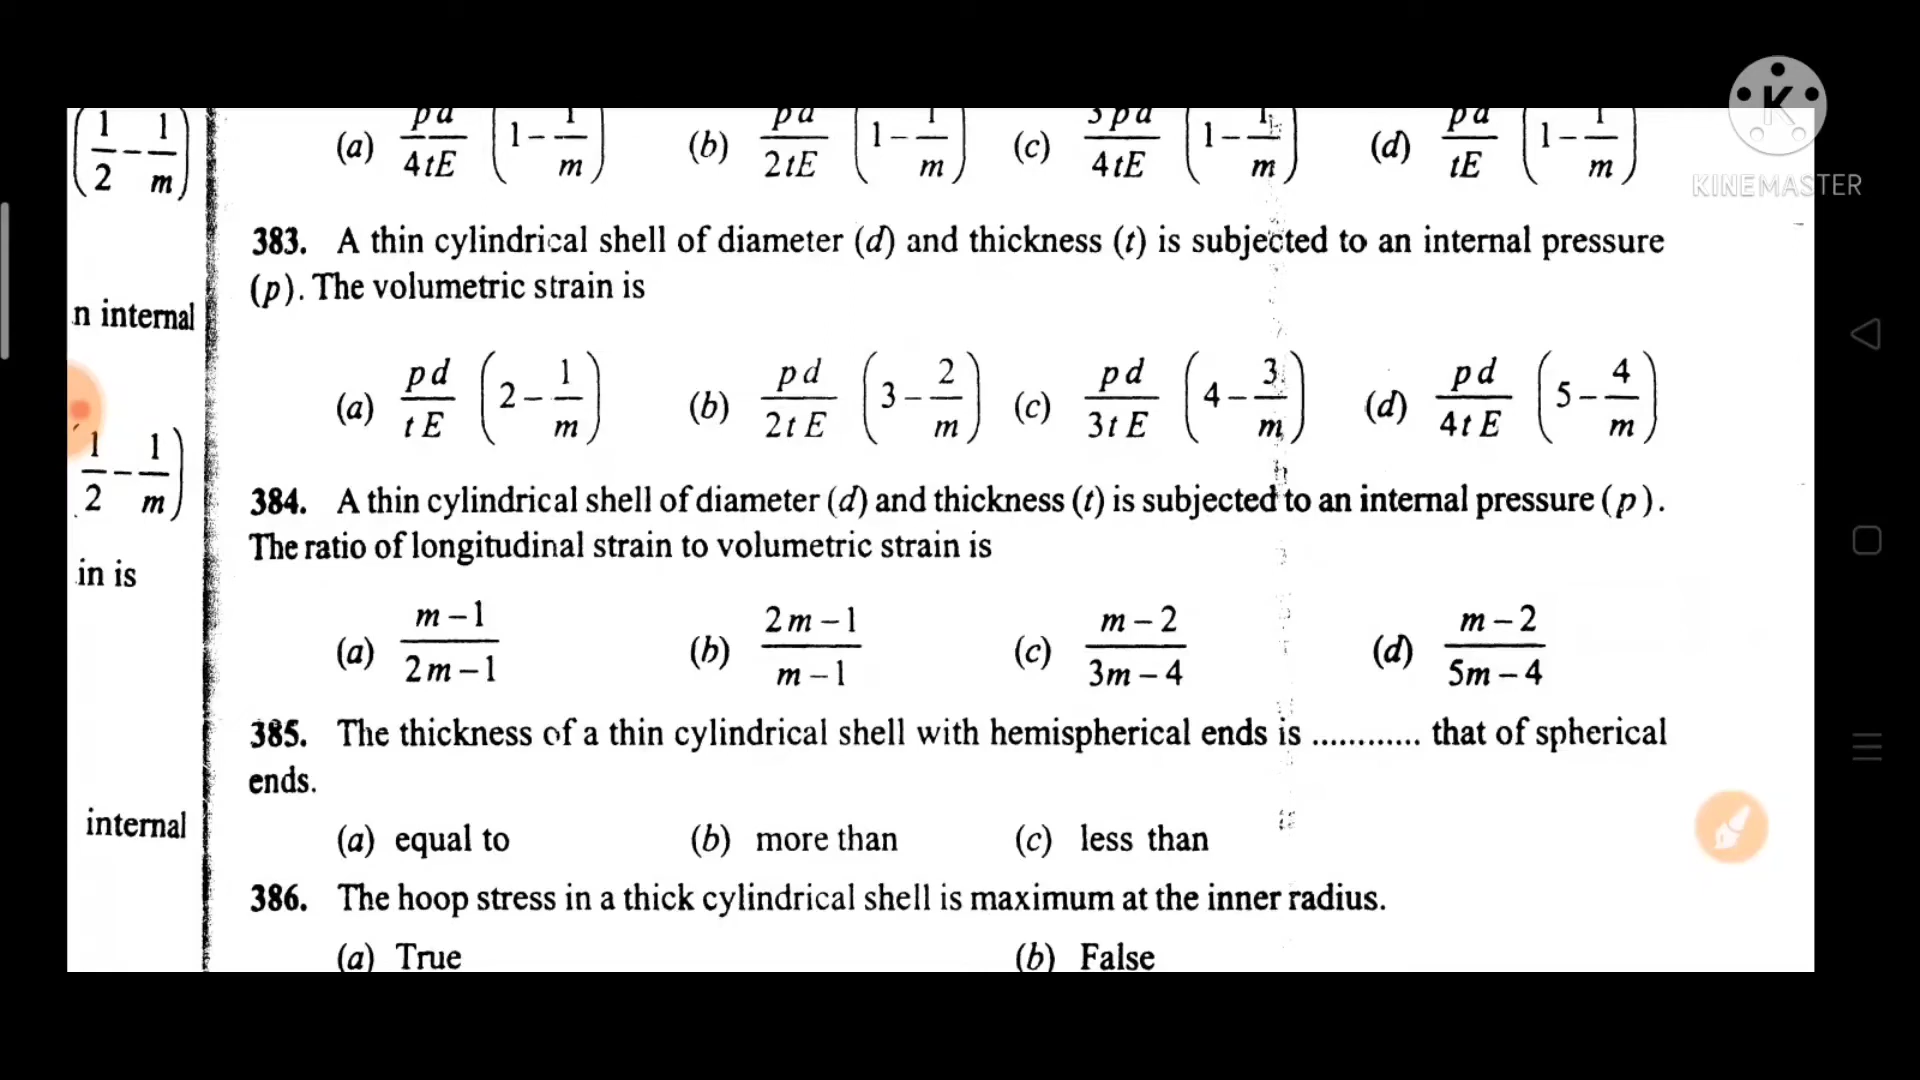 (1/2 - 1/m)
(a) pd/4tE (1 - 1/m) (b) pd/2tE (1 - 1/m) (c) 3pd/4tE (1 - 1/m) (d) pd/tE (1 - 1/m)
KINEMASTER
383. A thin cylindrical shell of diameter (d) and thickness (t) is subjected to an internal pressure
(p). The volumetric strain is
n internal
(a) pd/tE (2 - 1/m) (b) pd/2tE (3 - 2/m) (c) pd/3tE (4 - 3/m) (d) pd/4tE (5 - 4/m)
1/2 - 1/m)
384. A thin cylindrical shell of diameter (d) and thickness (t) is subjected to an internal pressure (p).
The ratio of longitudinal strain to volumetric strain is
in is
(a) m-1/2m-1 (b) 2m-1/m-1 (c) m-2/3m-4 (d) m-2/5m-4
385. The thickness of a thin cylindrical shell with hemispherical ends is ............ that of spherical
ends.
internal
(a) equal to (b) more than (c) less than
386. The hoop stress in a thick cylindrical shell is maximum at the inner radius.
(a) True (b) False